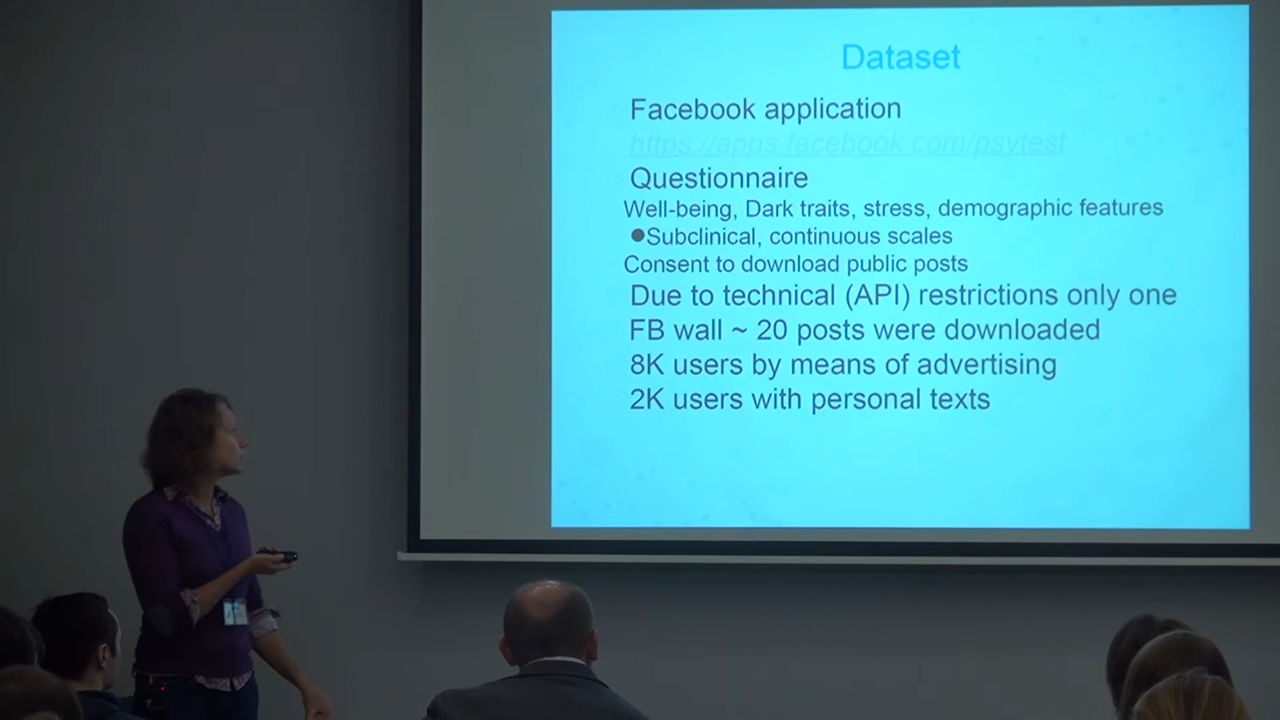 Dataset
Facebook application
https://apps.facebook.com/psytest
Questionnaire
Well-being, Dark traits, stress, demographic features
●Subclinical, continuous scales
Consent to download public posts
Due to technical (API) restrictions only one
FB wall ~ 20 posts were downloaded
8K users by means of advertising
2K users with personal texts